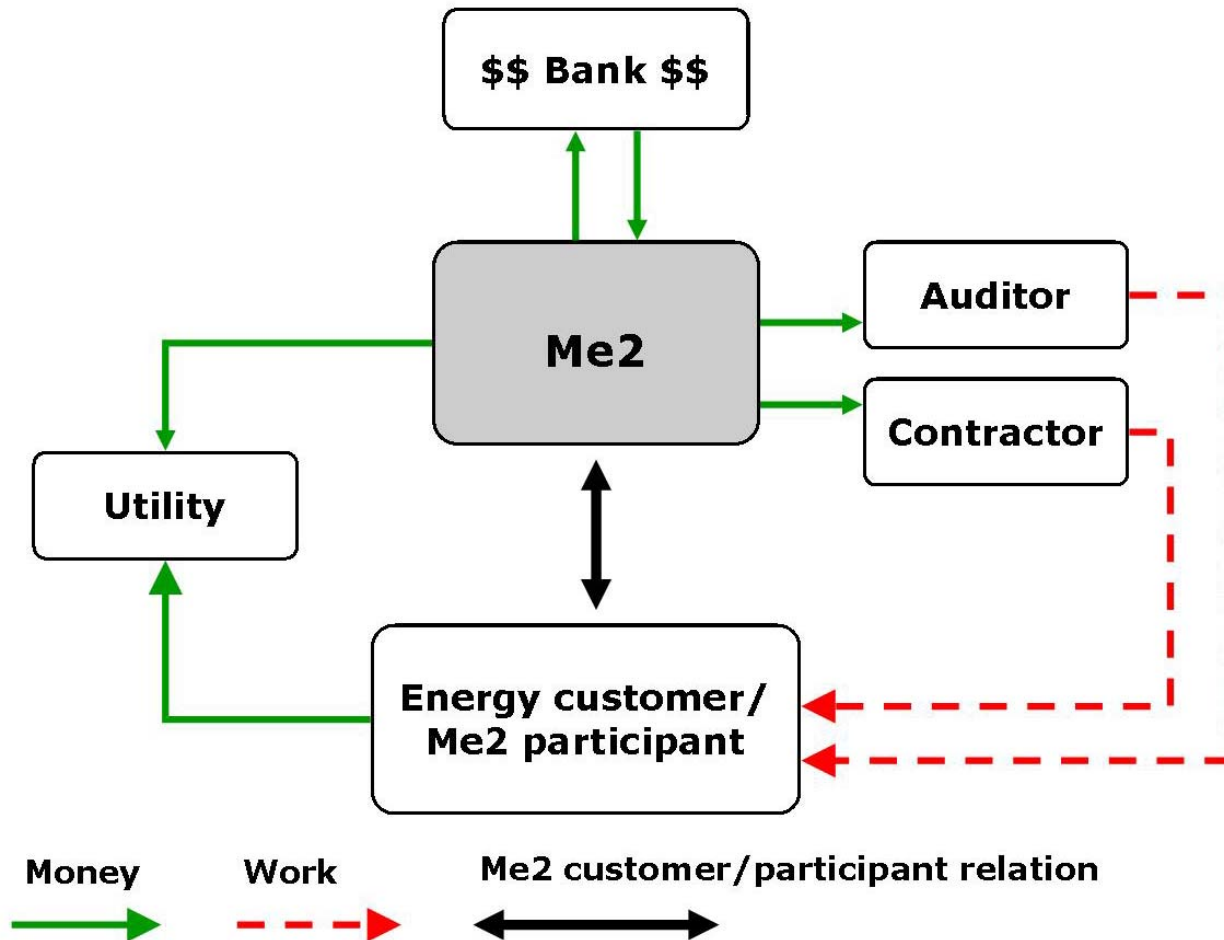 $$ Bank $$
Me2
Auditor
Contractor
Utility
Energy customer/
Me2 participant
Money
Work
Me2 customer/participant relation